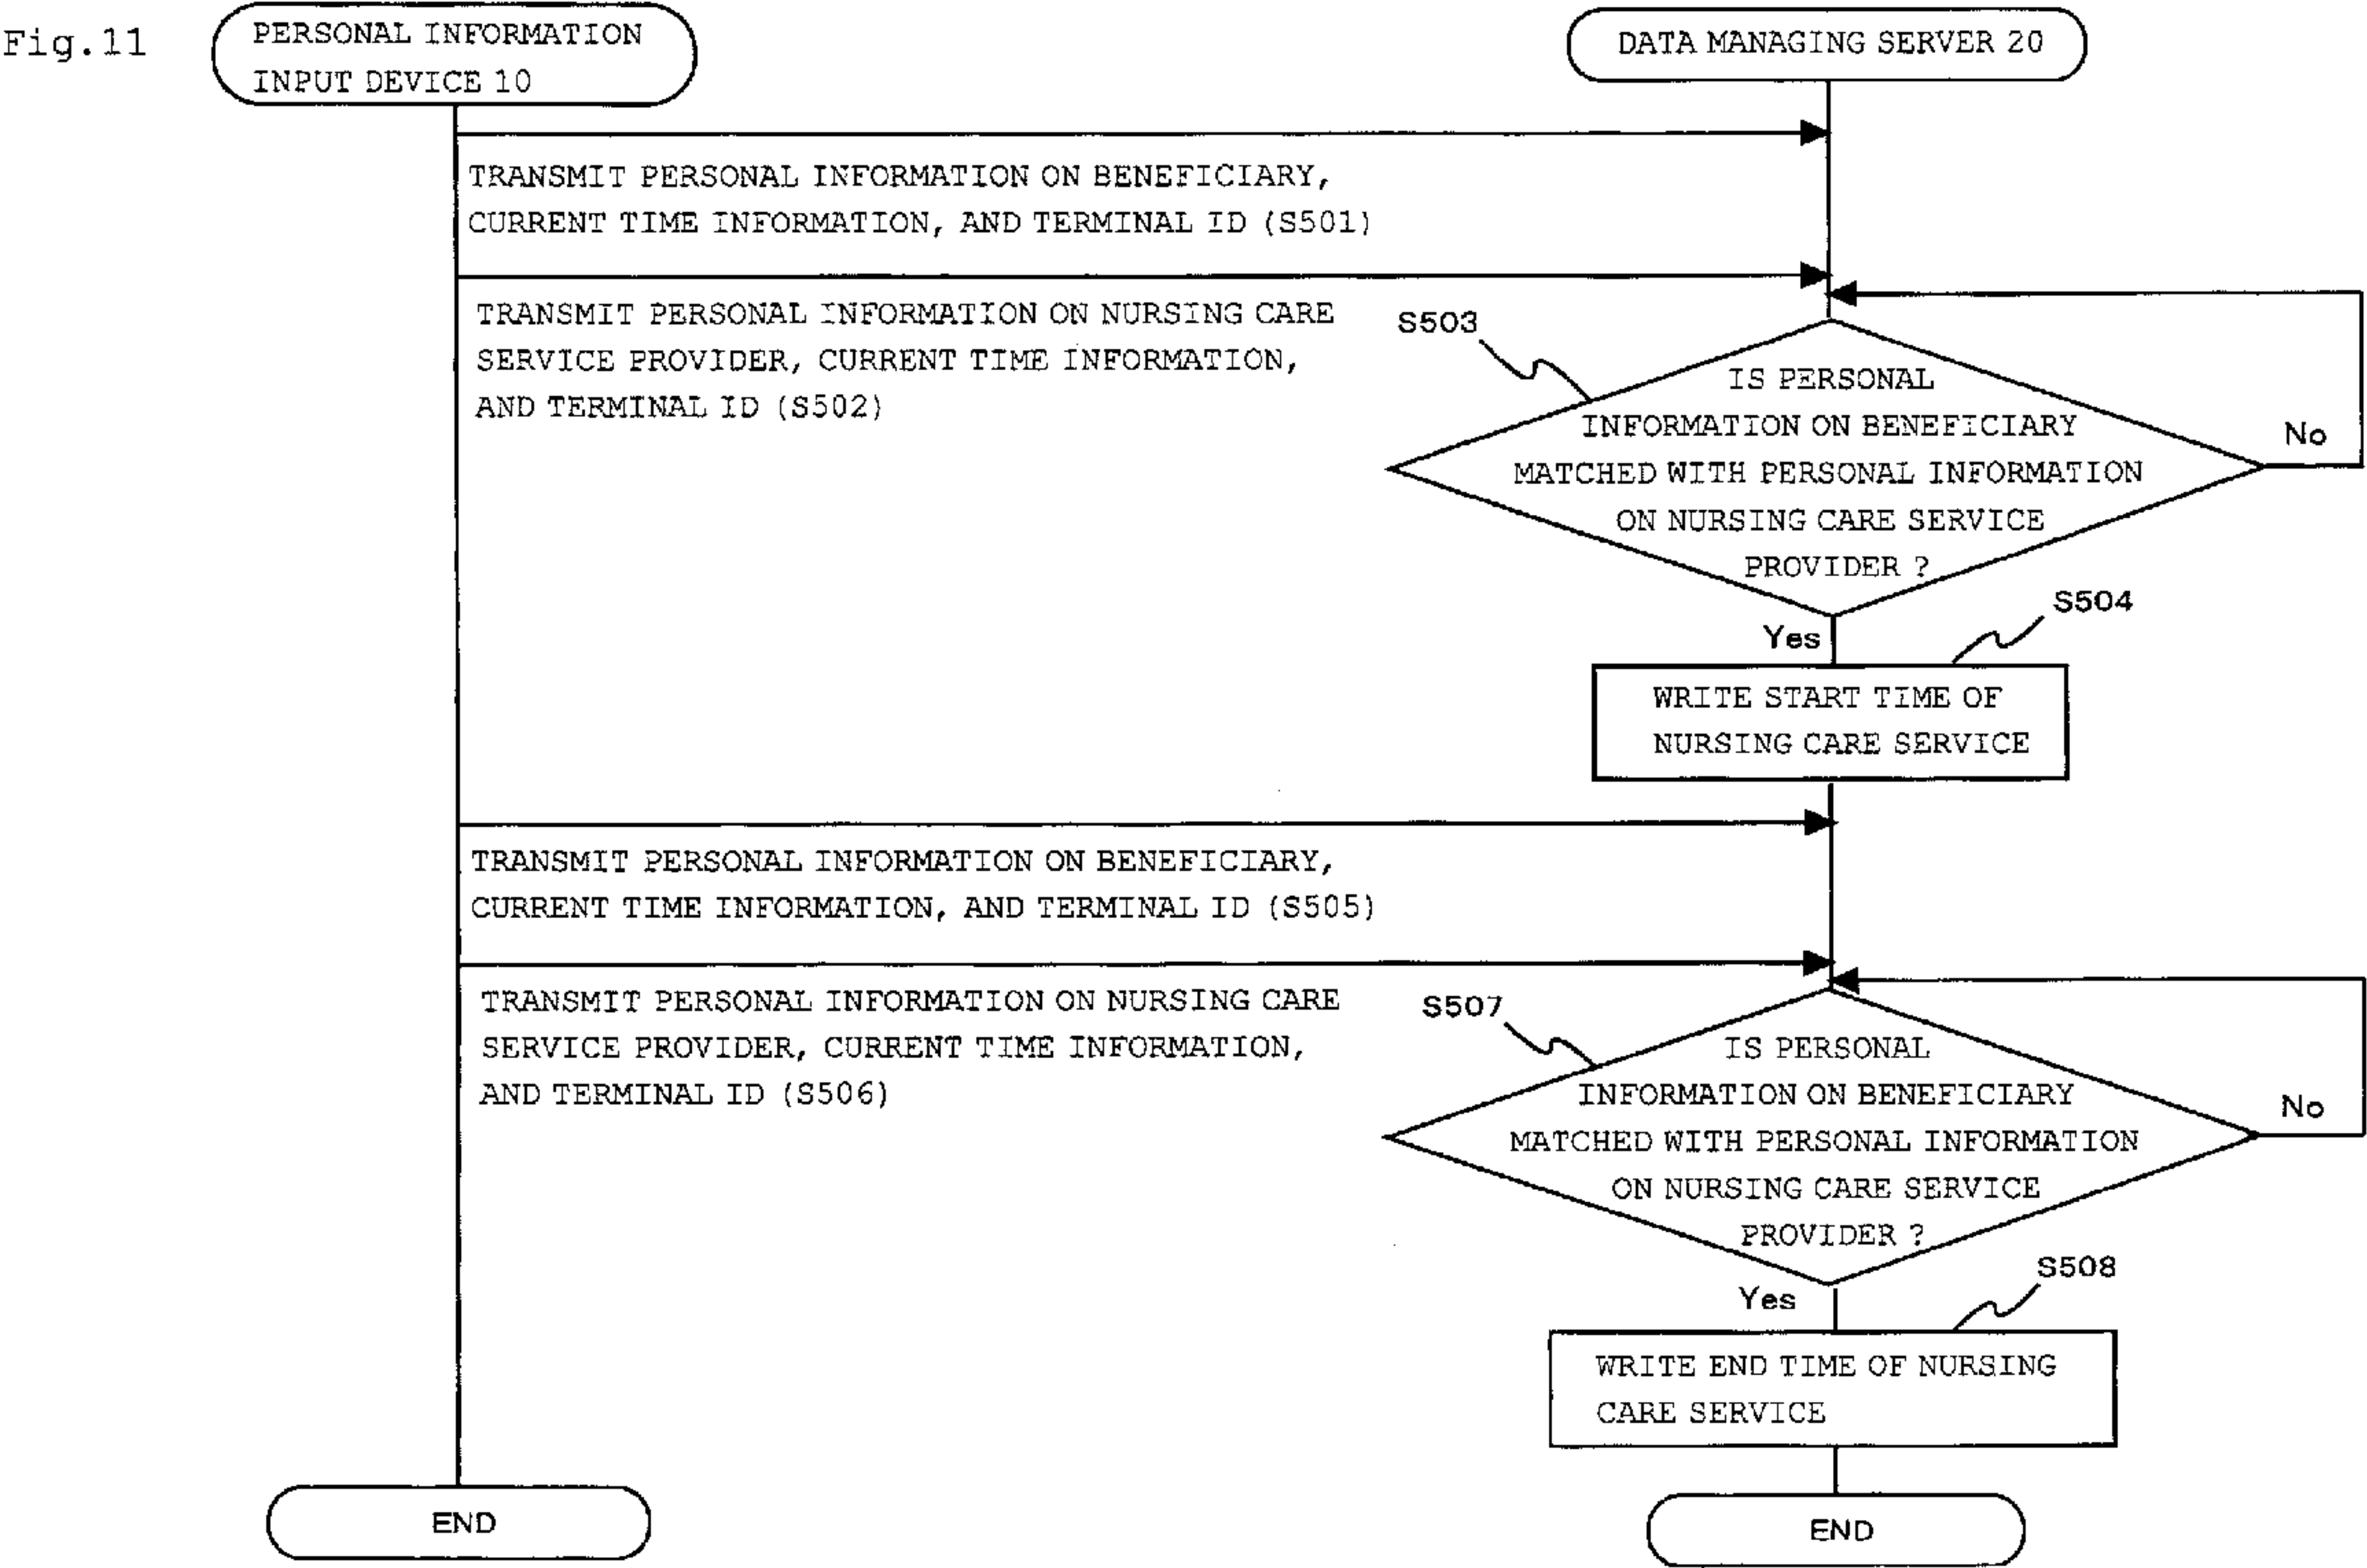 Fig.11
PERSONAL INFORMATION
INPUT DEVICE 10
DATA MANAGING SERVER 20
TRANSMIT PERSONAL INFORMATION ON BENEFICIARY,
CURRENT TIME INFORMATION, AND TERMINAL ID (S501)
TRANSMIT PERSONAL INFORMATION ON NURSING CARE
SERVICE PROVIDER, CURRENT TIME INFORMATION,
AND TERMINAL ID (S502)
S503
IS PERSONAL
INFORMATION ON BENEFICIARY
MATCHED WITH PERSONAL INFORMATION
ON NURSING CARE SERVICE
PROVIDER ?
No
Yes
S504
WRITE START TIME OF
NURSING CARE SERVICE
TRANSMIT PERSONAL INFORMATION ON BENEFICIARY,
CURRENT TIME INFORMATION, AND TERMINAL ID (S505)
TRANSMIT PERSONAL INFORMATION ON NURSING CARE
SERVICE PROVIDER, CURRENT TIME INFORMATION,
AND TERMINAL ID (S506)
S507
IS PERSONAL
INFORMATION ON BENEFICIARY
MATCHED WITH PERSONAL INFORMATION
ON NURSING CARE SERVICE
PROVIDER ?
No
Yes
S508
WRITE END TIME OF NURSING
CARE SERVICE
END
END